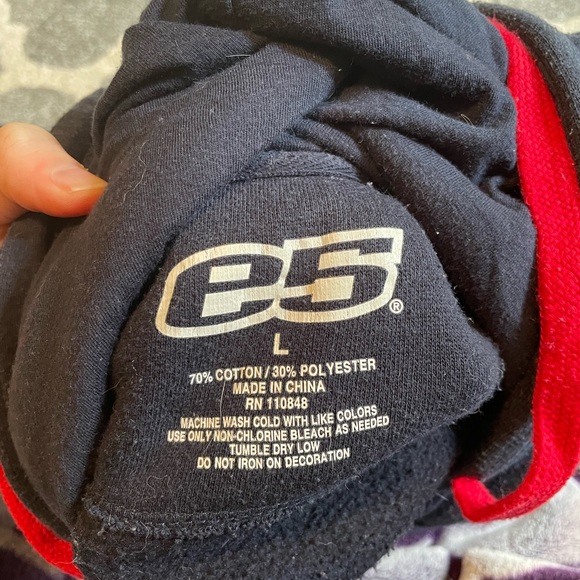 e5®
L
70% COTTON / 30% POLYESTER
MADE IN CHINA
RN 110848
MACHINE WASH COLD WITH LIKE COLORS
USE ONLY NON-CHLORINE BLEACH AS NEEDED
TUMBLE DRY LOW
DO NOT IRON ON DECORATION